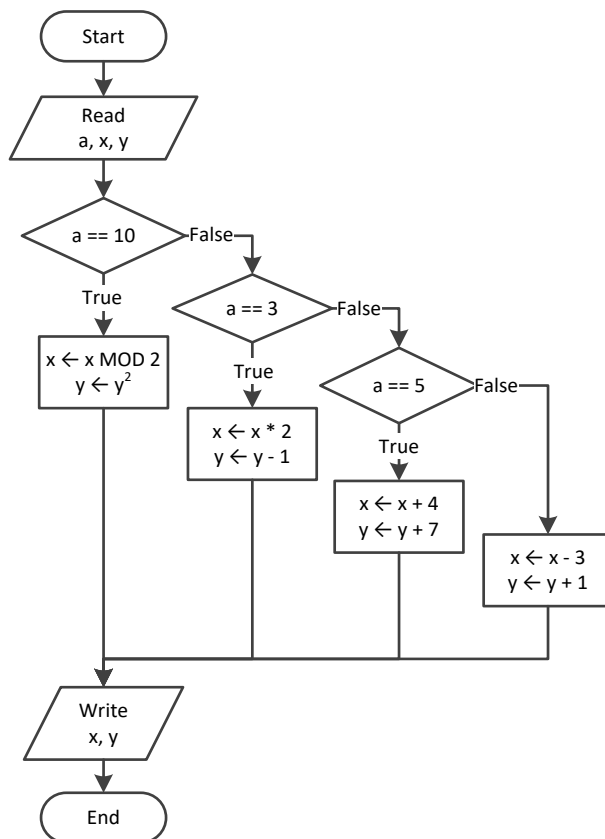 Start
Read
a, x, y
a == 10
False
True
a == 3
False
x ← x MOD 2
y ← y²
True
a == 5
False
x ← x * 2
y ← y - 1
True
x ← x + 4
y ← y + 7
x ← x - 3
y ← y + 1
Write
x, y
End